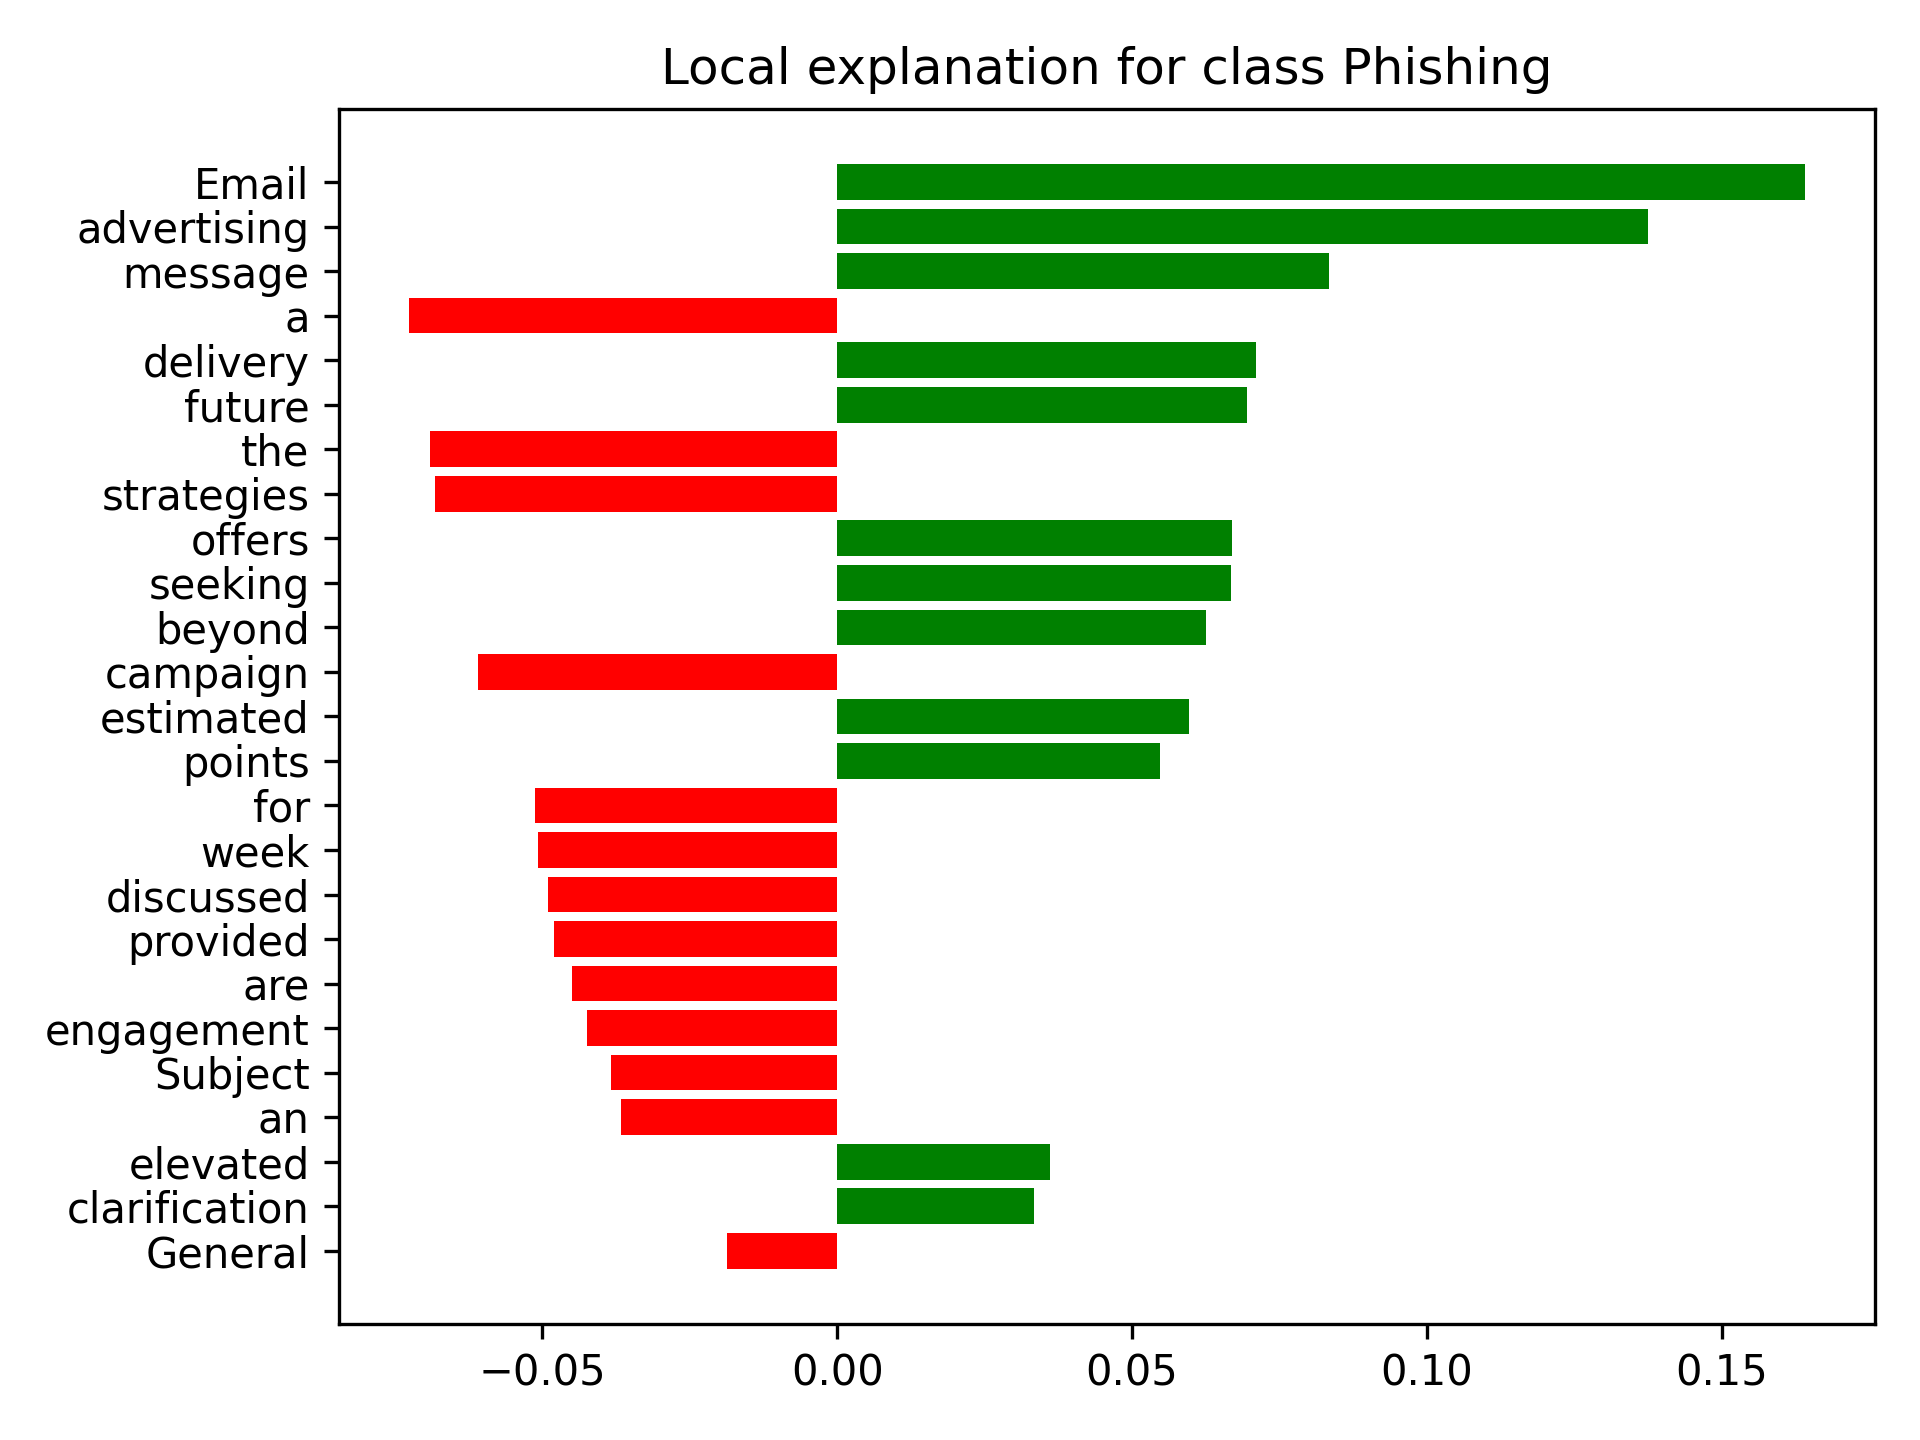 Local explanation for class Phishing
Email
advertising
message
a
delivery
future
the
strategies
offers
seeking
beyond
campaign
estimated
points
for
week
discussed
provided
are
engagement
Subject
an
elevated
clarification
General
−0.05 0.00 0.05 0.10 0.15